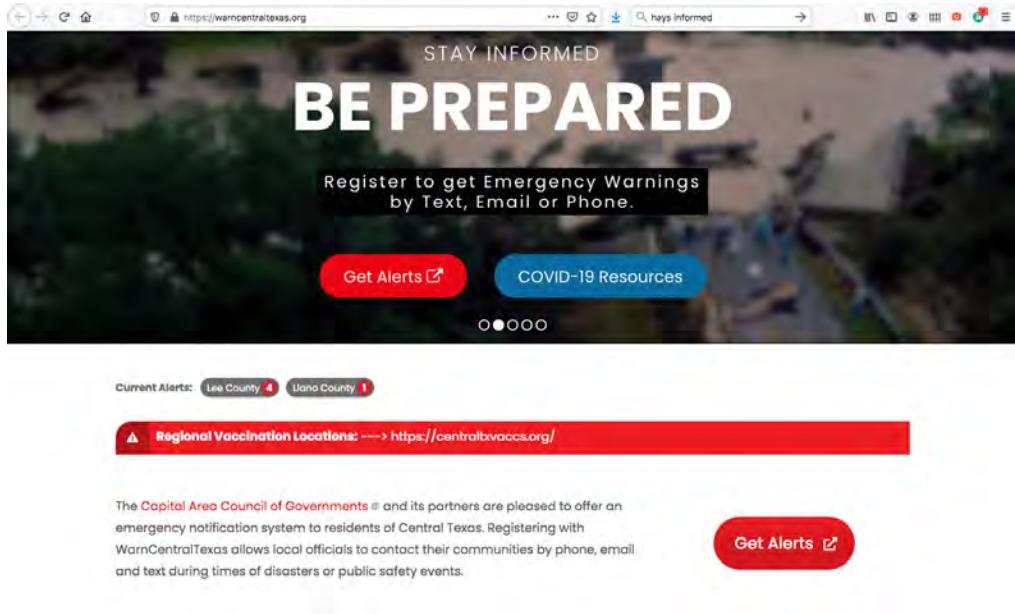 https://warncentraltexas.org
hays informed
STAY INFORMED
BE PREPARED
Register to get Emergency Warnings
by Text, Email or Phone.
Get Alerts
COVID-19 Resources
Current Alerts: Lee County 4 Llano County 1
Regional Vaccination Locations: ---> https://centraltxvaccs.org/
The Capital Area Council of Governments and its partners are pleased to offer an
emergency notification system to residents of Central Texas. Registering with
WarnCentralTexas allows local officials to contact their communities by phone, email
and text during times of disasters or public safety events.
Get Alerts